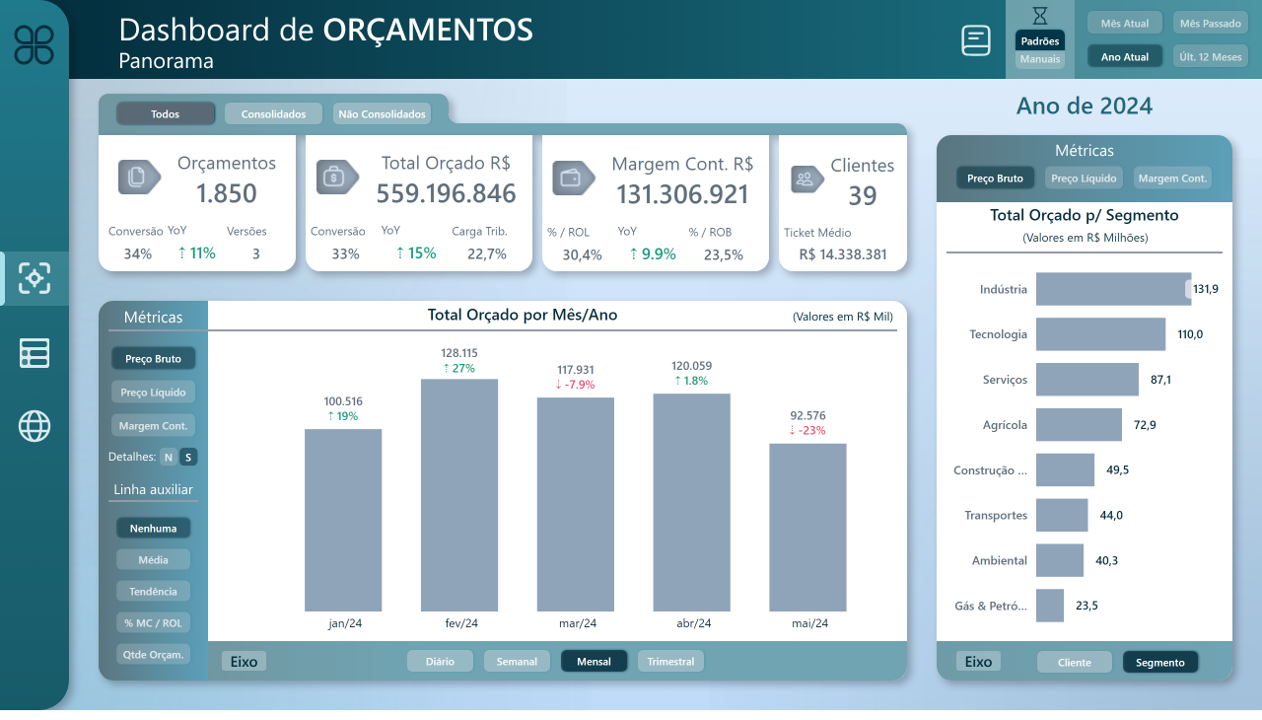 Dashboard de ORÇAMENTOS
Panorama
Padrões
Manuais
Mês Atual
Mês Passado
Ano Atual
Últ. 12 Meses
Todos
Consolidados
Não Consolidados
Orçamentos
1.850
Conversão
YoY
Versões
34%
↑ 11%
3
Total Orçado R$
559.196.846
Conversão
YoY
Carga Trib.
33%
↑ 15%
22,7%
Margem Cont. R$
131.306.921
% / ROL
YoY
% / ROB
30,4%
↑ 9.9%
23,5%
Clientes
39
Ticket Médio
R$ 14.338.381
Métricas
Preço Bruto
Preço Líquido
Margem Cont.
Detalhes: N S
Linha auxiliar
Nenhuma
Média
Tendência
% MC / ROL
Qtde Orçam.
Total Orçado por Mês/Ano
(Valores em R$ Mil)
100.516
↑ 19%
128.115
↑ 27%
117.931
↓ -7.9%
120.059
↑ 1.8%
92.576
↓ -23%
jan/24
fev/24
mar/24
abr/24
mai/24
Eixo
Diário
Semanal
Mensal
Trimestral
Ano de 2024
Métricas
Preço Bruto
Preço Líquido
Margem Cont.
Total Orçado p/ Segmento
(Valores em R$ Milhões)
Indústria 131,9
Tecnologia 110,0
Serviços 87,1
Agrícola 72,9
Construção ... 49,5
Transportes 44,0
Ambiental 40,3
Gás & Petró... 23,5
Eixo
Cliente
Segmento